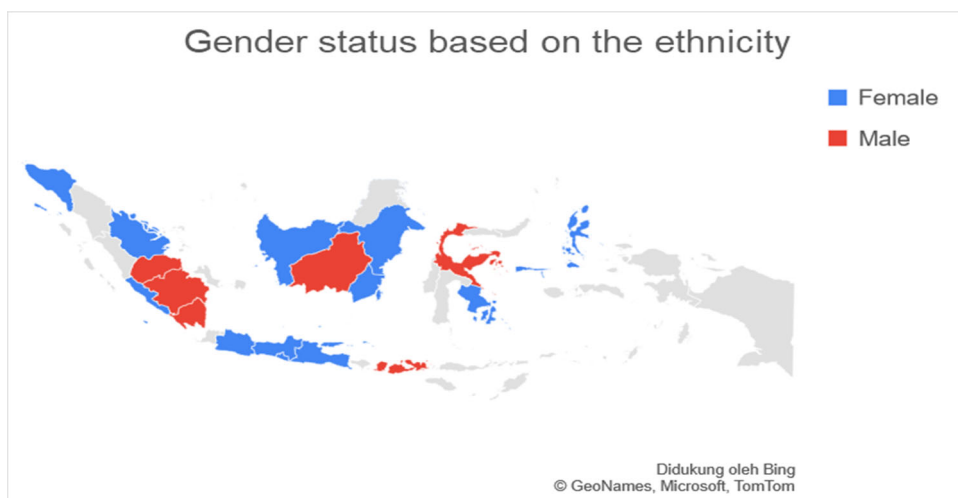 Gender status based on the ethnicity
Female
Male
Didukung oleh Bing
© GeoNames, Microsoft, TomTom